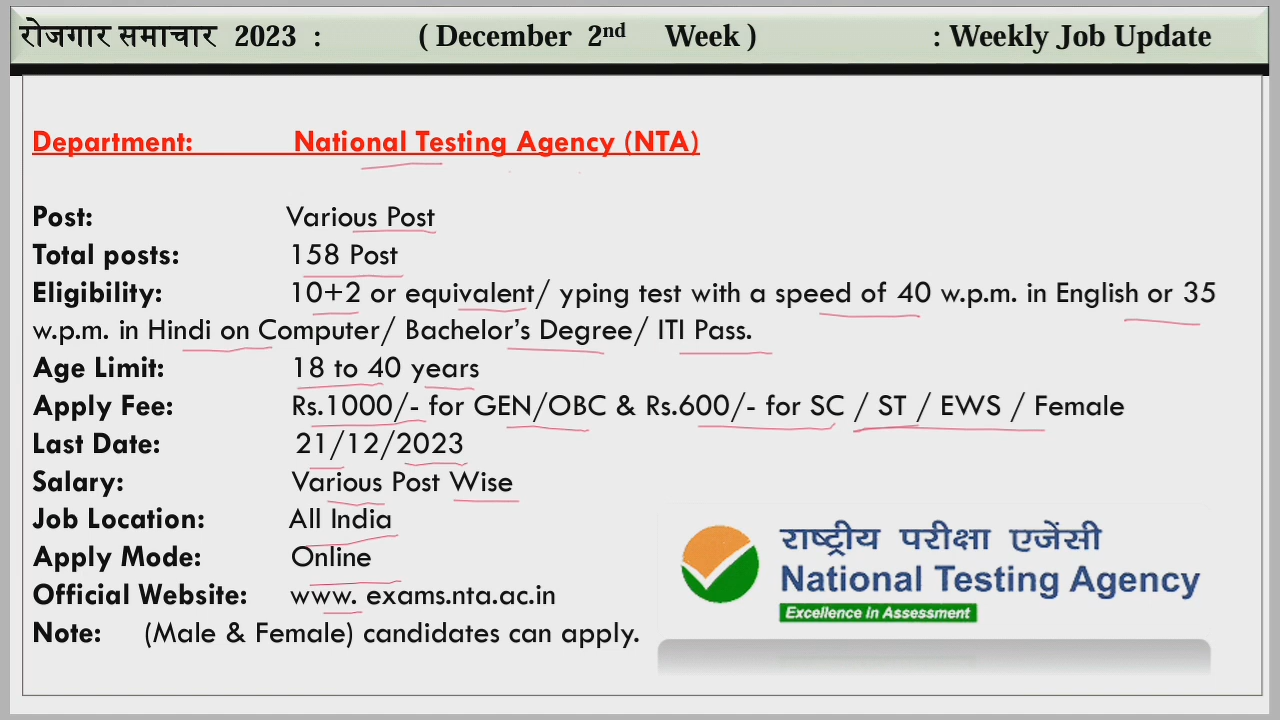 रोजगार समाचार 2023 : ( December 2nd Week ) : Weekly Job Update
Department: National Testing Agency (NTA)
Post: Various Post
Total posts: 158 Post
Eligibility: 10+2 or equivalent/ yping test with a speed of 40 w.p.m. in English or 35
w.p.m. in Hindi on Computer/ Bachelor's Degree/ ITI Pass.
Age Limit: 18 to 40 years
Apply Fee: Rs.1000/- for GEN/OBC & Rs.600/- for SC / ST / EWS / Female
Last Date: 21/12/2023
Salary: Various Post Wise
Job Location: All India
Apply Mode: Online
Official Website: www. exams.nta.ac.in
Note: (Male & Female) candidates can apply.
राष्ट्रीय परीक्षा एजेंसी
National Testing Agency
Excellence in Assessment